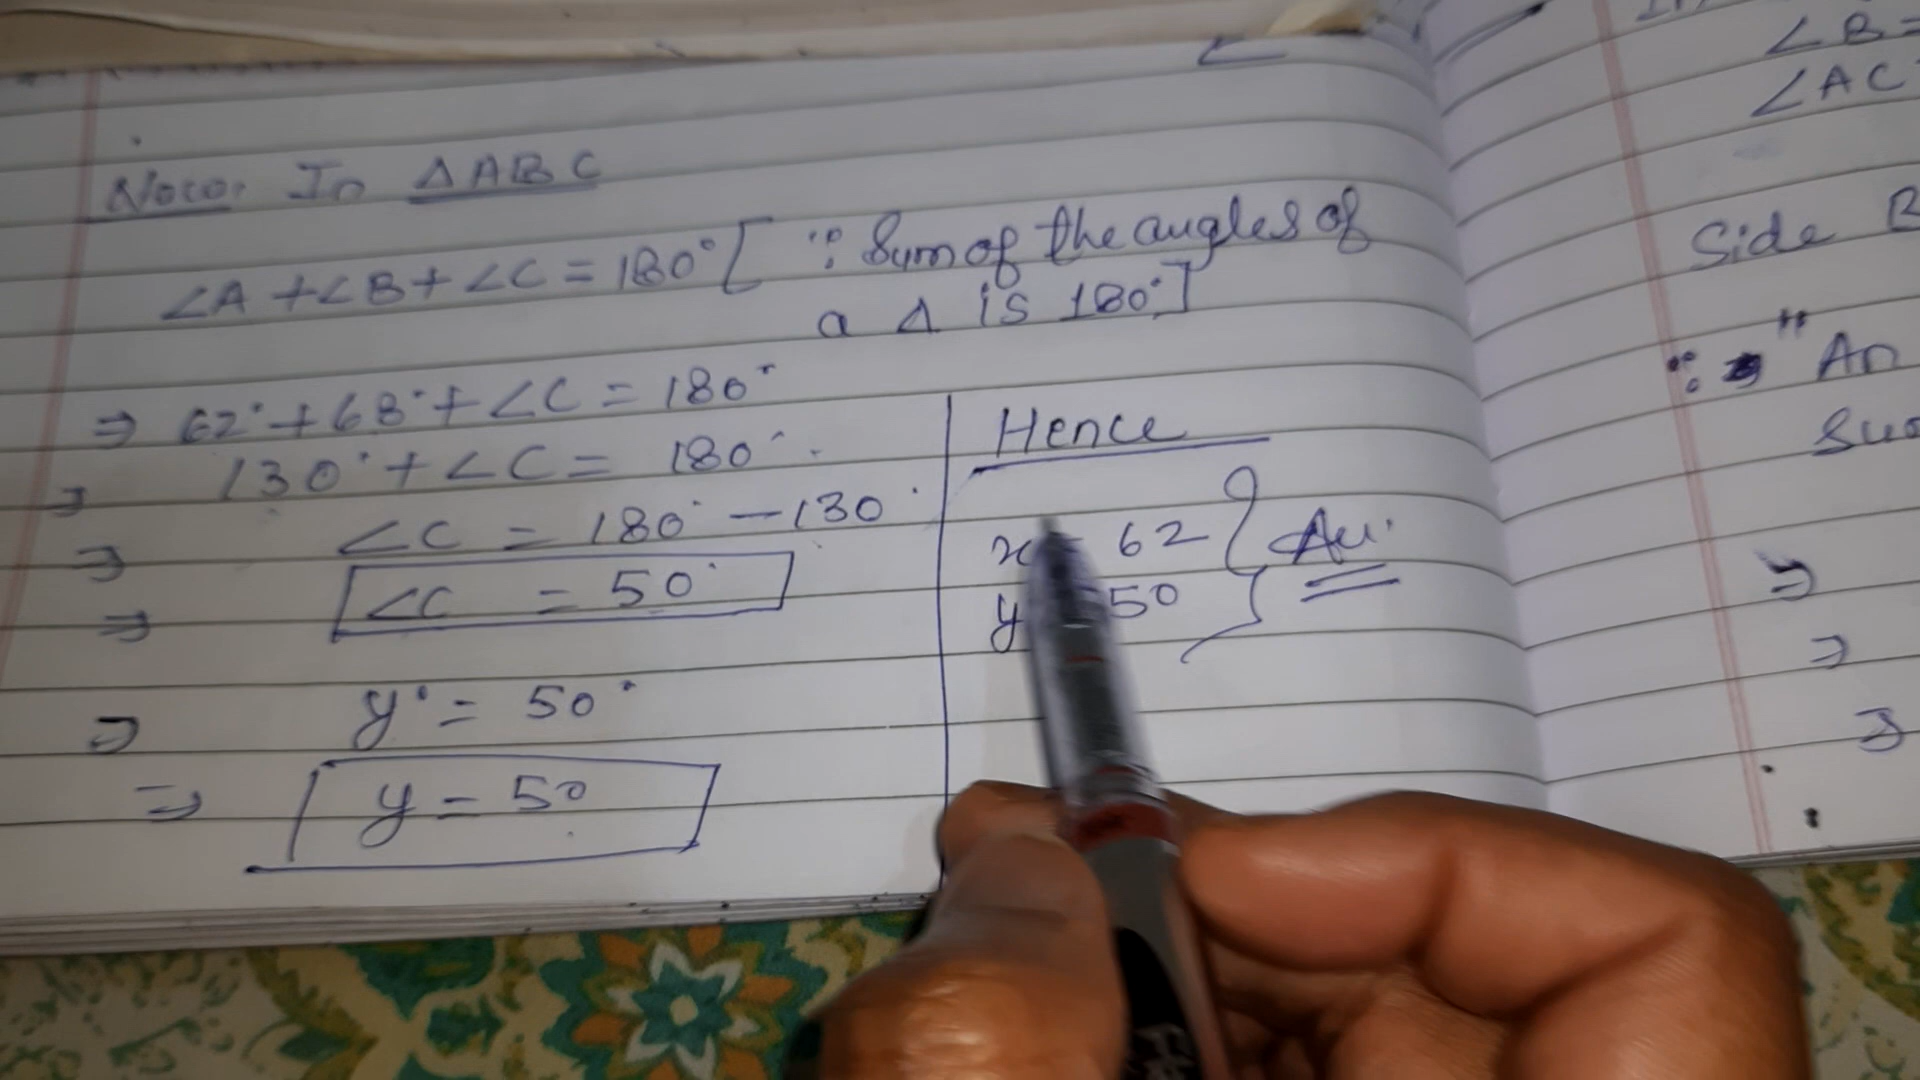 Now. In ΔABC
∠A + ∠B + ∠C = 180° [ ∵ Sum of the angles of
a Δ is 180°]
⇒ 62° + 68° + ∠C = 180°
⇒ 130° + ∠C = 180°
⇒ ∠C = 180° – 130°
⇒ ∠C = 50°
⇒ y° = 50°
⇒ y = 50
Hence
x = 62
y = 50
∠B =
∠AC
Side B
∵ "An
⇒
⇒
⇒